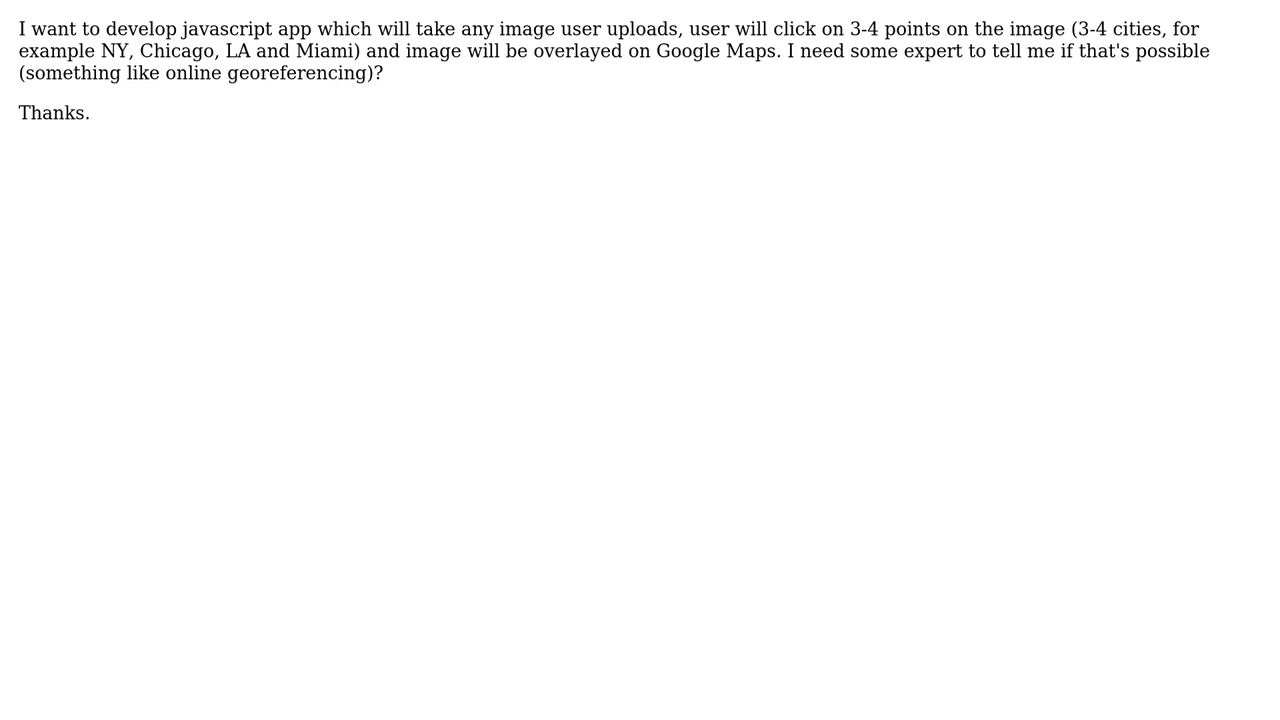 I want to develop javascript app which will take any image user uploads, user will click on 3-4 points on the image (3-4 cities, for
example NY, Chicago, LA and Miami) and image will be overlayed on Google Maps. I need some expert to tell me if that's possible
(something like online georeferencing)?
Thanks.